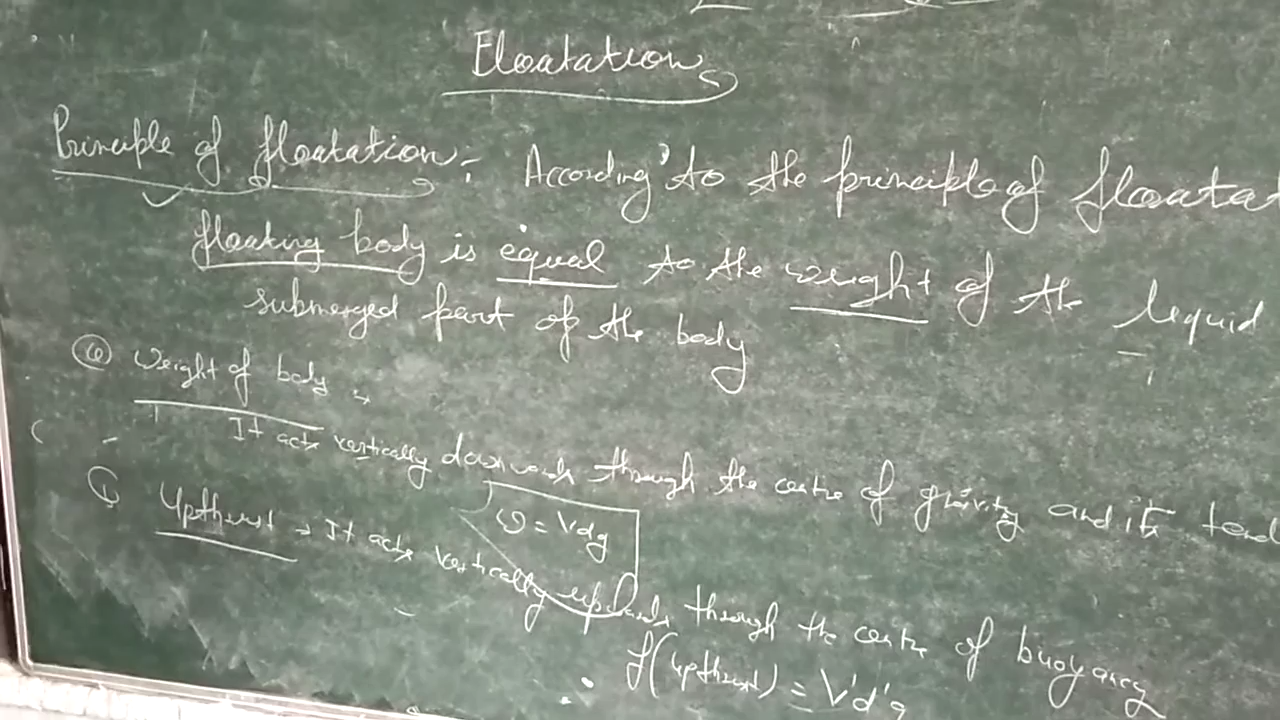 Floatation
Principle of floatation:- According to the principle of floatat
floating body is equal to the weight of the liquid
submerged part of the body
(a) Weight of body →
It acts vertically downwards through the centre of gravity and it tend
W = Vdg
Upthrust → It acts vertically upwards through the centre of buoyancy
f(upthrust) = V'd'g